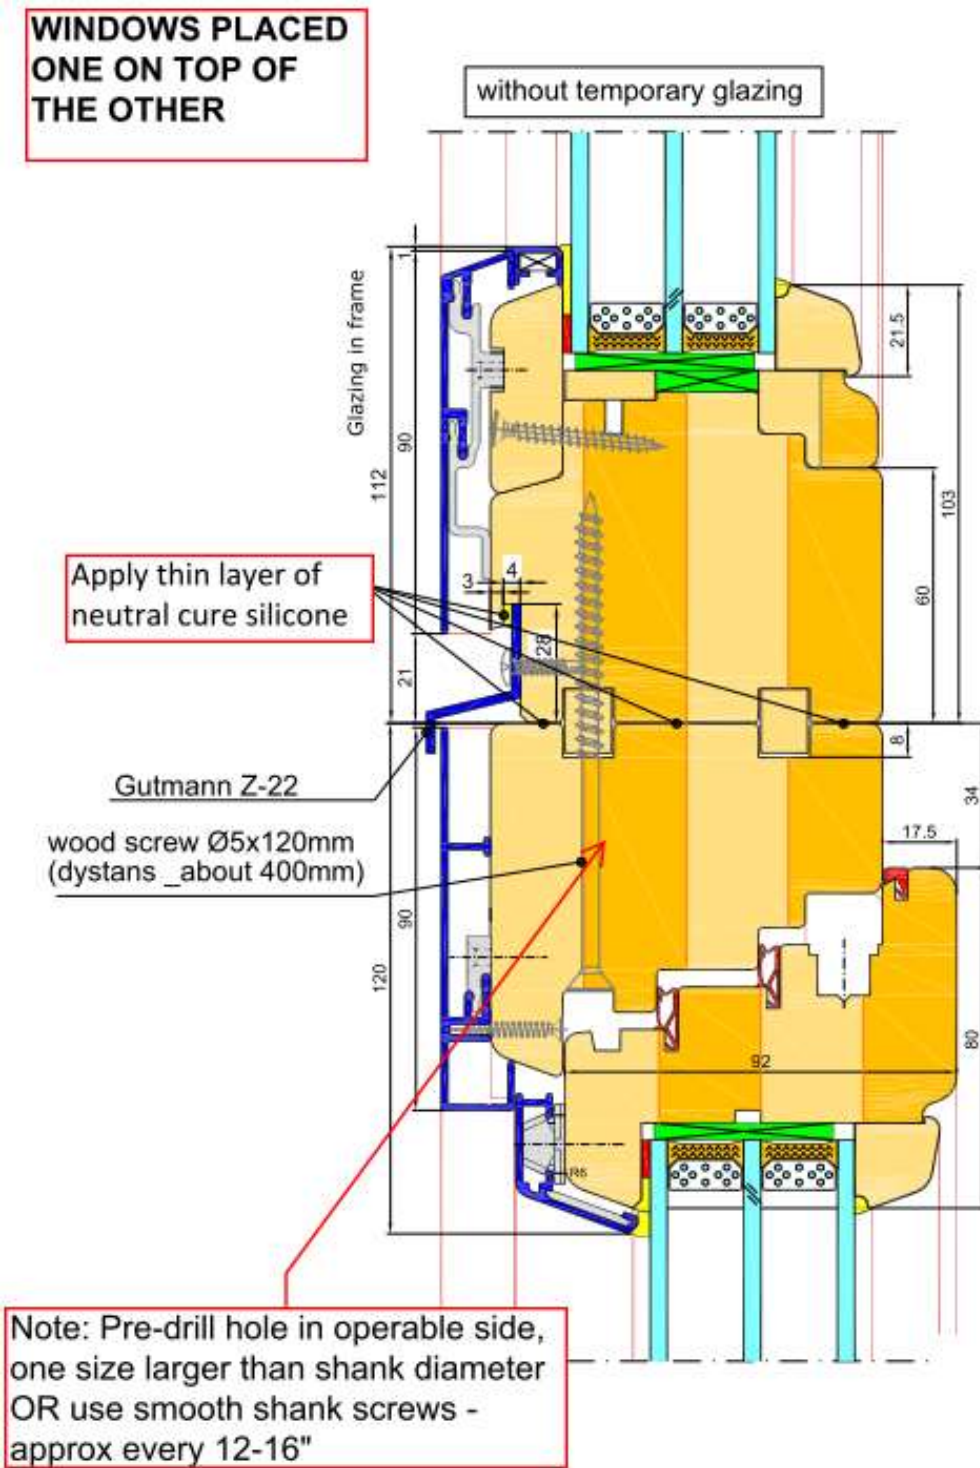 WINDOWS PLACED
ONE ON TOP OF
THE OTHER
without temporary glazing
1
Glazing in frame
21.5
90
112
103
Apply thin layer of
neutral cure silicone
3
4
60
28
21
8
Gutmann Z-22
34
wood screw Ø5x120mm
(dystans _about 400mm)
17.5
90
120
80
92
R6
Note: Pre-drill hole in operable side,
one size larger than shank diameter
OR use smooth shank screws -
approx every 12-16"